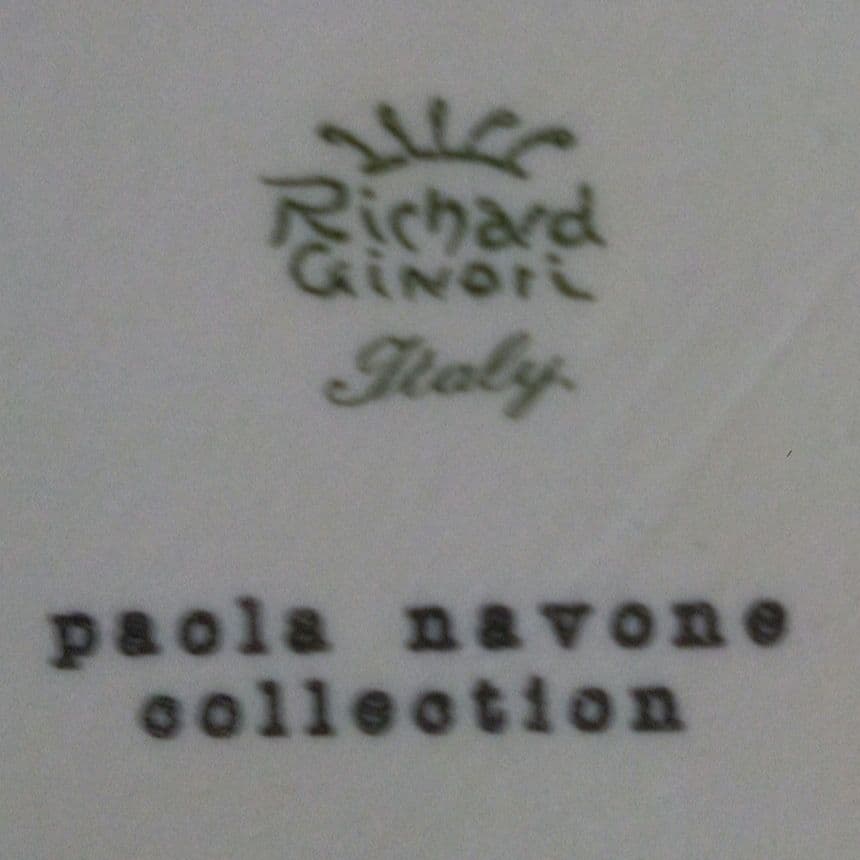 Richard
Ginori
Italy
paola navone
collection